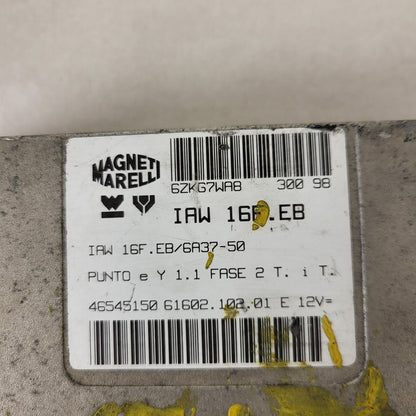 MAGNETI
MARELLI
6ZKG7WA8 300 98
IAW 16F.EB
IAW 16F.EB/6A37-50
PUNTO e Y 1.1 FASE 2 T. i T.
46545150 61602.102.01 E 12V=